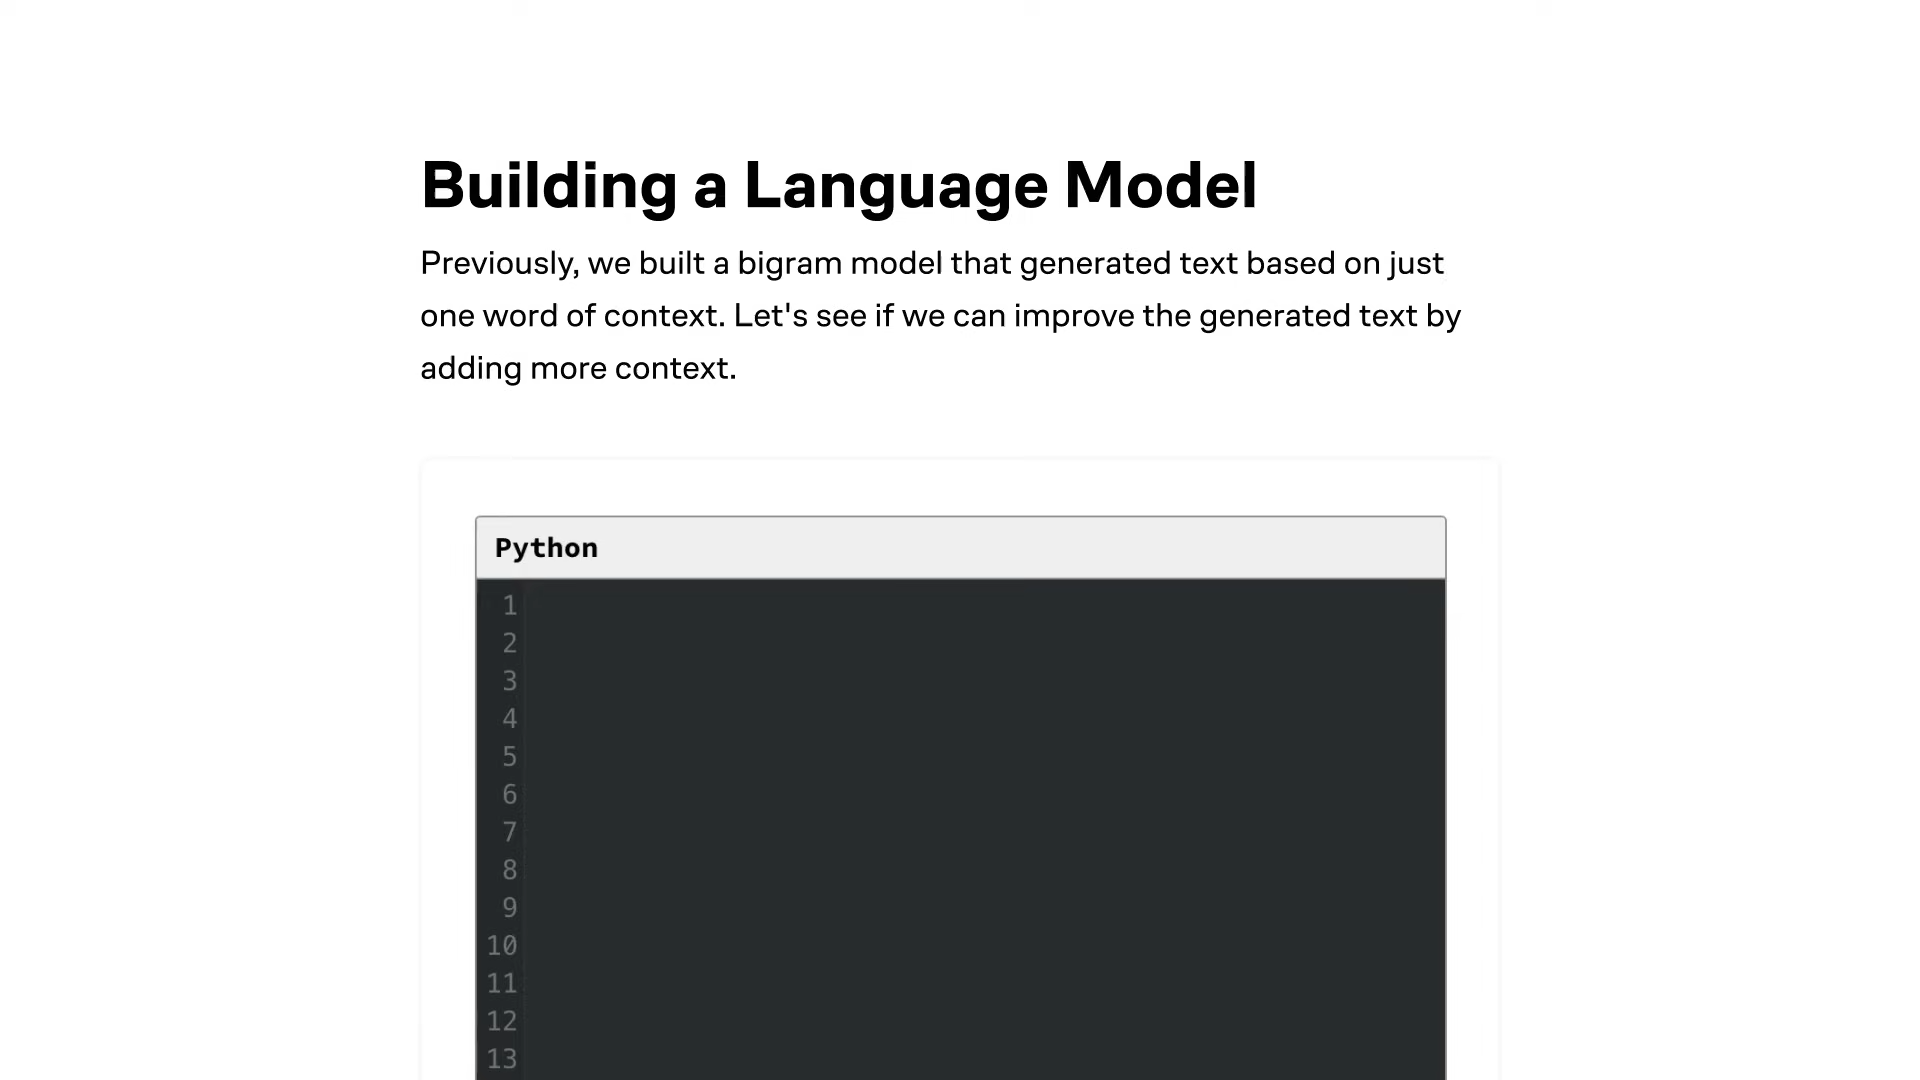 Building a Language Model
Previously, we built a bigram model that generated text based on just
one word of context. Let's see if we can improve the generated text by
adding more context.
Python
1
2
3
4
5
6
7
8
9
10
11
12
13